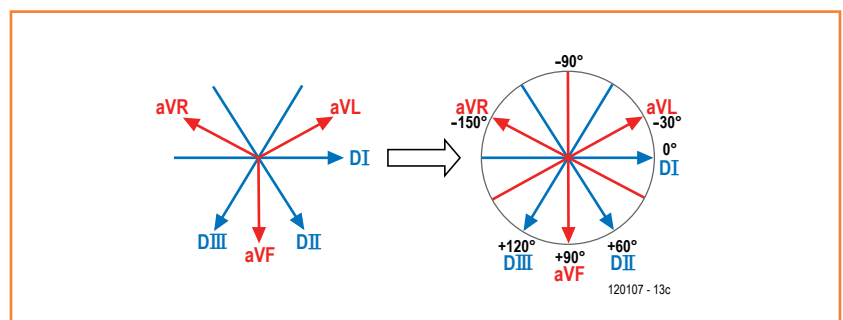 aVR
aVL
DI
DIII
DII
aVF
-90°
aVR
-150°
aVL
-30°
0°
DI
+120°
DIII
+90°
aVF
+60°
DII
120107 - 13c